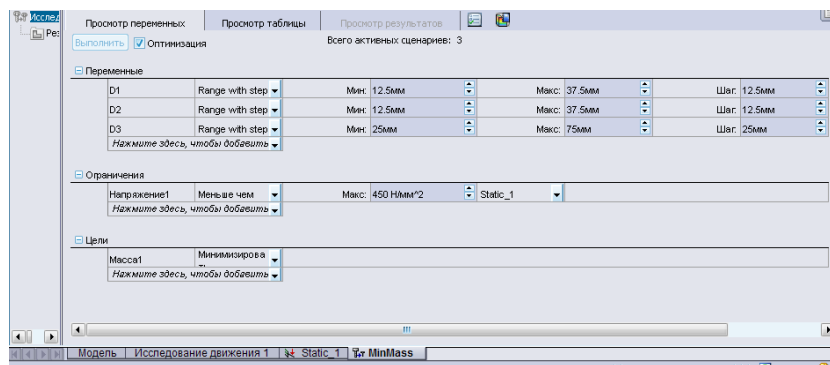 Исслед
Рез
Просмотр переменных Просмотр таблицы Просмотр результатов
Выполнить Оптимизация Всего активных сценариев: 3
Переменные
D1 Range with step Мин: 12.5мм Макс: 37.5мм Шаг: 12.5мм
D2 Range with step Мин: 12.5мм Макс: 37.5мм Шаг: 12.5мм
D3 Range with step Мин: 25мм Макс: 75мм Шаг: 25мм
Нажмите здесь, чтобы добавить
Ограничения
Напряжение1 Меньше чем Макс: 450 Н/мм^2 Static_1
Нажмите здесь, чтобы добавить
Цели
Масса1 Минимизирова
Нажмите здесь, чтобы добавить
Модель Исследование движения 1 Static_1 MinMass